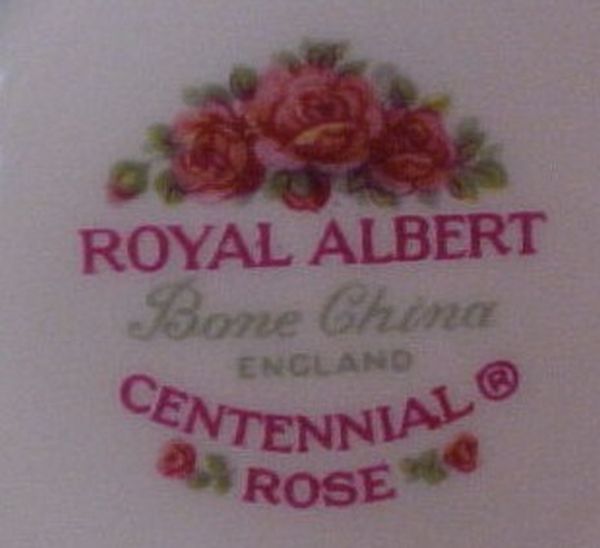 ROYAL ALBERT
Bone China
ENGLAND
CENTENNIAL ®
ROSE